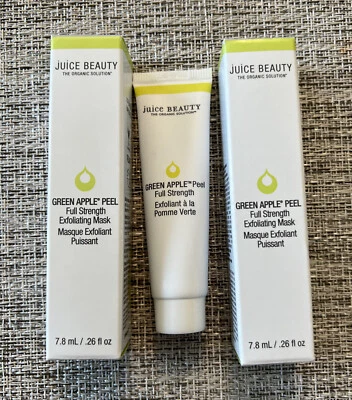 juice BEAUTY
THE ORGANIC SOLUTION®
GREEN APPLE® PEEL
Full Strength
Exfoliating Mask
Masque Exfoliant
Puissant
7.8 mL / .26 fl oz
juice BEAUTY
THE ORGANIC SOLUTION®
GREEN APPLE™ Peel
Full Strength
Exfoliant à la
Pomme Verte
juice BEAUTY
THE ORGANIC SOLUTION®
GREEN APPLE® PEEL
Full Strength
Exfoliating Mask
Masque Exfoliant
Puissant
7.8 mL / .26 fl oz